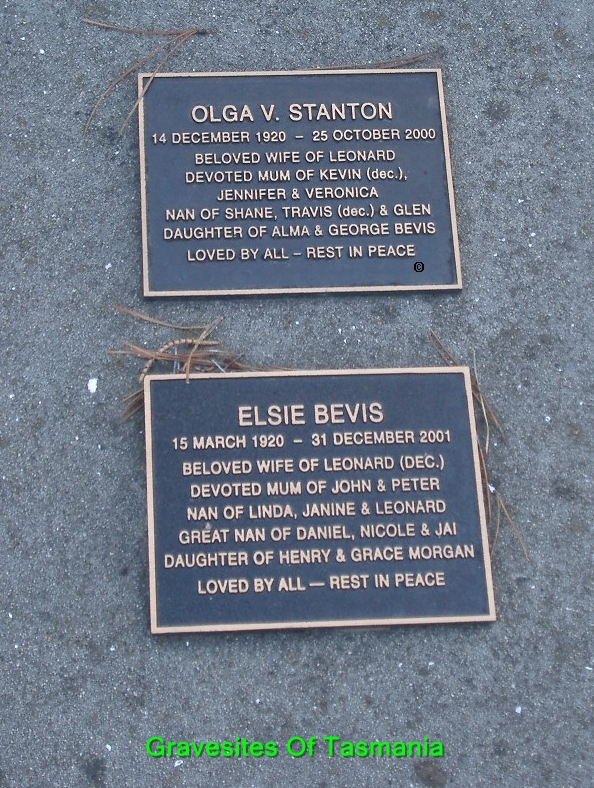 OLGA V. STANTON
14 DECEMBER 1920 – 25 OCTOBER 2000
BELOVED WIFE OF LEONARD
DEVOTED MUM OF KEVIN (dec.),
JENNIFER & VERONICA
NAN OF SHANE, TRAVIS (dec.) & GLEN
DAUGHTER OF ALMA & GEORGE BEVIS
LOVED BY ALL – REST IN PEACE
©
ELSIE BEVIS
15 MARCH 1920 – 31 DECEMBER 2001
BELOVED WIFE OF LEONARD (DEC.)
DEVOTED MUM OF JOHN & PETER
NAN OF LINDA, JANINE & LEONARD
GREAT NAN OF DANIEL, NICOLE & JAI
DAUGHTER OF HENRY & GRACE MORGAN
LOVED BY ALL — REST IN PEACE
Gravesites Of Tasmania